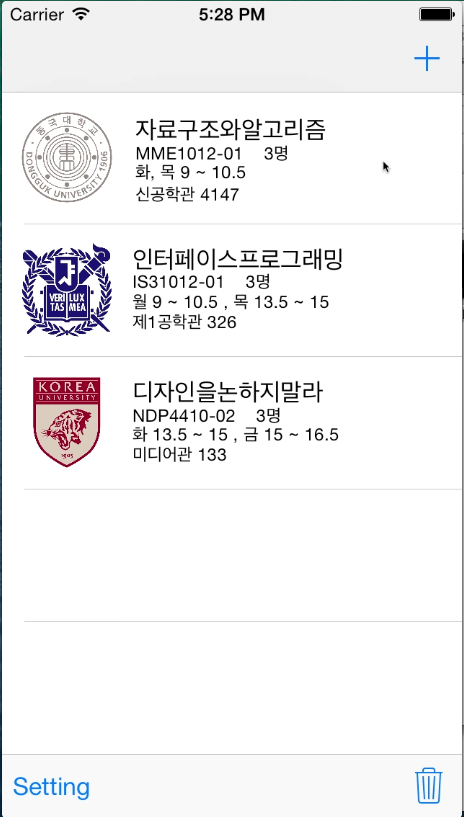 Carrier 5:28 PM
동국대학교
DONGGUK UNIVERSITY 1906
자료구조와알고리즘
MME1012-01 3명
화, 목 9 ~ 10.5
신공학관 4147
VERI LUX
TAS MEA
인터페이스프로그래밍
IS31012-01 3명
월 9 ~ 10.5 , 목 13.5 ~ 15
제1공학관 326
KOREA
UNIVERSITY
1905
디자인을논하지말라
NDP4410-02 3명
화 13.5 ~ 15 , 금 15 ~ 16.5
미디어관 133
Setting